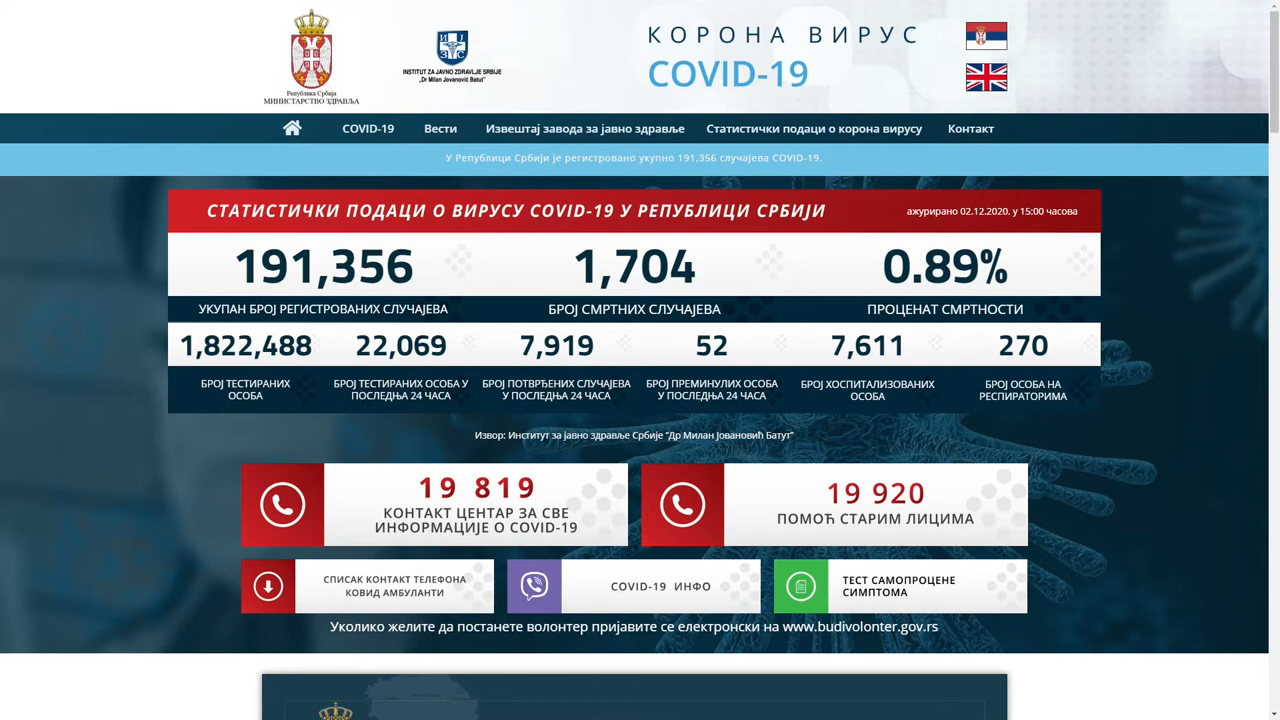 Република Србија
МИНИСТАРСТВО ЗДРАВЉА
И Ј
З С
INSTITUT ZA JAVNO ZDRAVLJE SRBIJE
„Dr Milan Jovanović Batut"
КОРОНА ВИРУС
COVID-19
COVID-19 Вести Извештај завода за јавно здравље Статистички подаци о корона вирусу Контакт
У Републици Србији је регистровано укупно 191,356 случајева COVID-19.
СТАТИСТИЧКИ ПОДАЦИ О ВИРУСУ COVID-19 У РЕПУБЛИЦИ СРБИЈИ
ажурирано 02.12.2020. у 15:00 часова
191,356 1,704 0.89%
УКУПАН БРОЈ РЕГИСТРОВАНИХ СЛУЧАЈЕВА БРОЈ СМРТНИХ СЛУЧАЈЕВА ПРОЦЕНАТ СМРТНОСТИ
1,822,488 22,069 7,919 52 7,611 270
БРОЈ ТЕСТИРАНИХ
ОСОБА
БРОЈ ТЕСТИРАНИХ ОСОБА У
ПОСЛЕДЊА 24 ЧАСА
БРОЈ ПОТВРЂЕНИХ СЛУЧАЈЕВА
У ПОСЛЕДЊА 24 ЧАСА
БРОЈ ПРЕМИНУЛИХ ОСОБА
У ПОСЛЕДЊА 24 ЧАСА
БРОЈ ХОСПИТАЛИЗОВАНИХ
ОСОБА
БРОЈ ОСОБА НА
РЕСПИРАТОРИМА
Извор: Институт за јавно здравље Србије “Др Милан Јовановић Батут”
19 819
КОНТАКТ ЦЕНТАР ЗА СВЕ
ИНФОРМАЦИЈЕ О COVID-19
19 920
ПОМОЋ СТАРИМ ЛИЦИМА
СПИСАК КОНТАКТ ТЕЛЕФОНА
КОВИД АМБУЛАНТИ
COVID-19 ИНФО
ТЕСТ САМОПРОЦЕНЕ
СИМПТОМА
Уколико желите да постанете волонтер пријавите се електронски на www.budivolonter.gov.rs